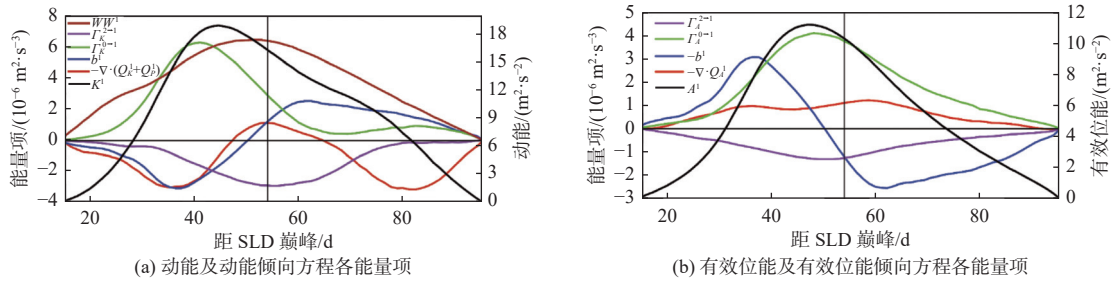 8
6
4
2
0
−2
−4
能量项/(10⁻⁶ m²·s⁻³)
WW¹
Γ_K^{2→1}
Γ_K^{0→1}
b¹
−∇·(Q_K^1+Q_P^1)
K¹
18
15
12
9
6
3
0
动能/(m²·s⁻²)
20 40 60 80
距 SLD 巅峰/d
(a) 动能及动能倾向方程各能量项
5
4
3
2
1
0
−1
−2
−3
能量项/(10⁻⁶ m²·s⁻³)
Γ_A^{2→1}
Γ_A^{0→1}
−b¹
−∇·Q_A^1
A¹
12
10
8
6
4
2
0
有效位能/(m²·s⁻²)
20 40 60 80
距 SLD 巅峰/d
(b) 有效位能及有效位能倾向方程各能量项